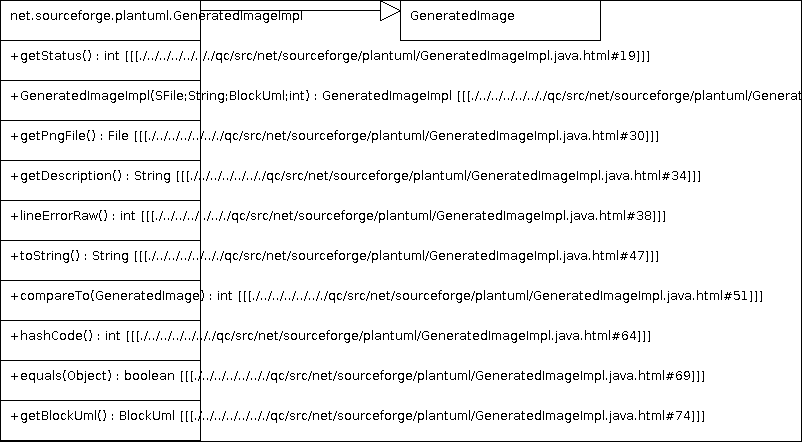 net.sourceforge.plantuml.GeneratedImageImpl
GeneratedImage
+getStatus() : int [[[./../../../../../../qc/src/net/sourceforge/plantuml/GeneratedImageImpl.java.html#19]]]
+GeneratedImageImpl(SFile;String;BlockUml;int) : GeneratedImageImpl [[[./../../../../../../qc/src/net/sourceforge/plantuml/Generat
+getPngFile() : File [[[./../../../../../../qc/src/net/sourceforge/plantuml/GeneratedImageImpl.java.html#30]]]
+getDescription() : String [[[./../../../../../../qc/src/net/sourceforge/plantuml/GeneratedImageImpl.java.html#34]]]
+lineErrorRaw() : int [[[./../../../../../../qc/src/net/sourceforge/plantuml/GeneratedImageImpl.java.html#38]]]
+toString() : String [[[./../../../../../../qc/src/net/sourceforge/plantuml/GeneratedImageImpl.java.html#47]]]
+compareTo(GeneratedImage) : int [[[./../../../../../../qc/src/net/sourceforge/plantuml/GeneratedImageImpl.java.html#51]]]
+hashCode() : int [[[./../../../../../../qc/src/net/sourceforge/plantuml/GeneratedImageImpl.java.html#64]]]
+equals(Object) : boolean [[[./../../../../../../qc/src/net/sourceforge/plantuml/GeneratedImageImpl.java.html#69]]]
+getBlockUml() : BlockUml [[[./../../../../../../qc/src/net/sourceforge/plantuml/GeneratedImageImpl.java.html#74]]]